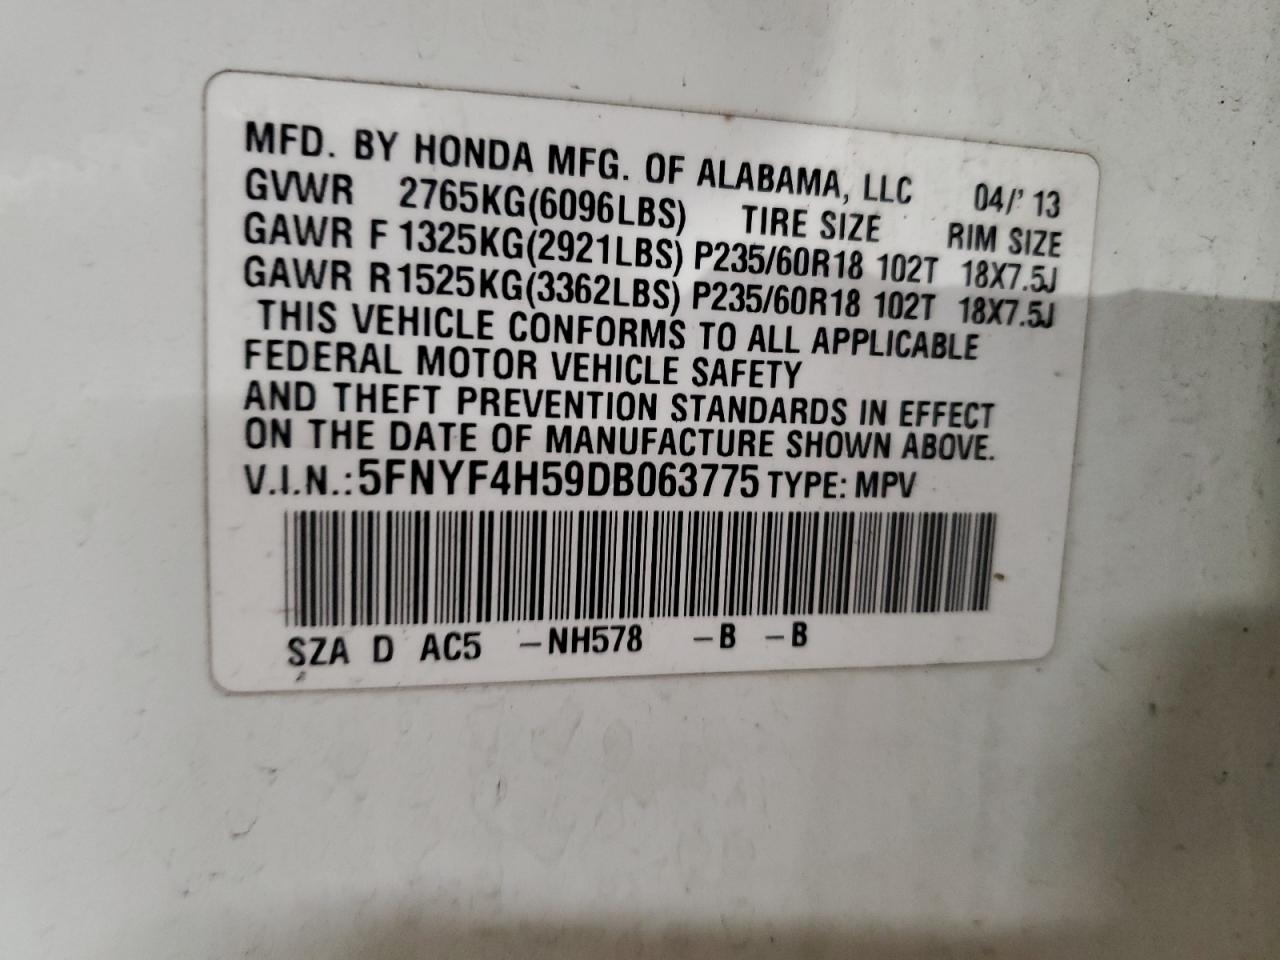 MFD. BY HONDA MFG. OF ALABAMA, LLC 04/' 13
GVWR 2765KG(6096LBS) TIRE SIZE RIM SIZE
GAWR F 1325KG(2921LBS) P235/60R18 102T 18X7.5J
GAWR R 1525KG(3362LBS) P235/60R18 102T 18X7.5J
THIS VEHICLE CONFORMS TO ALL APPLICABLE
FEDERAL MOTOR VEHICLE SAFETY
AND THEFT PREVENTION STANDARDS IN EFFECT
ON THE DATE OF MANUFACTURE SHOWN ABOVE.
V.I.N.: 5FNYF4H59DB063775 TYPE: MPV
SZA D AC5 -NH578 -B -B